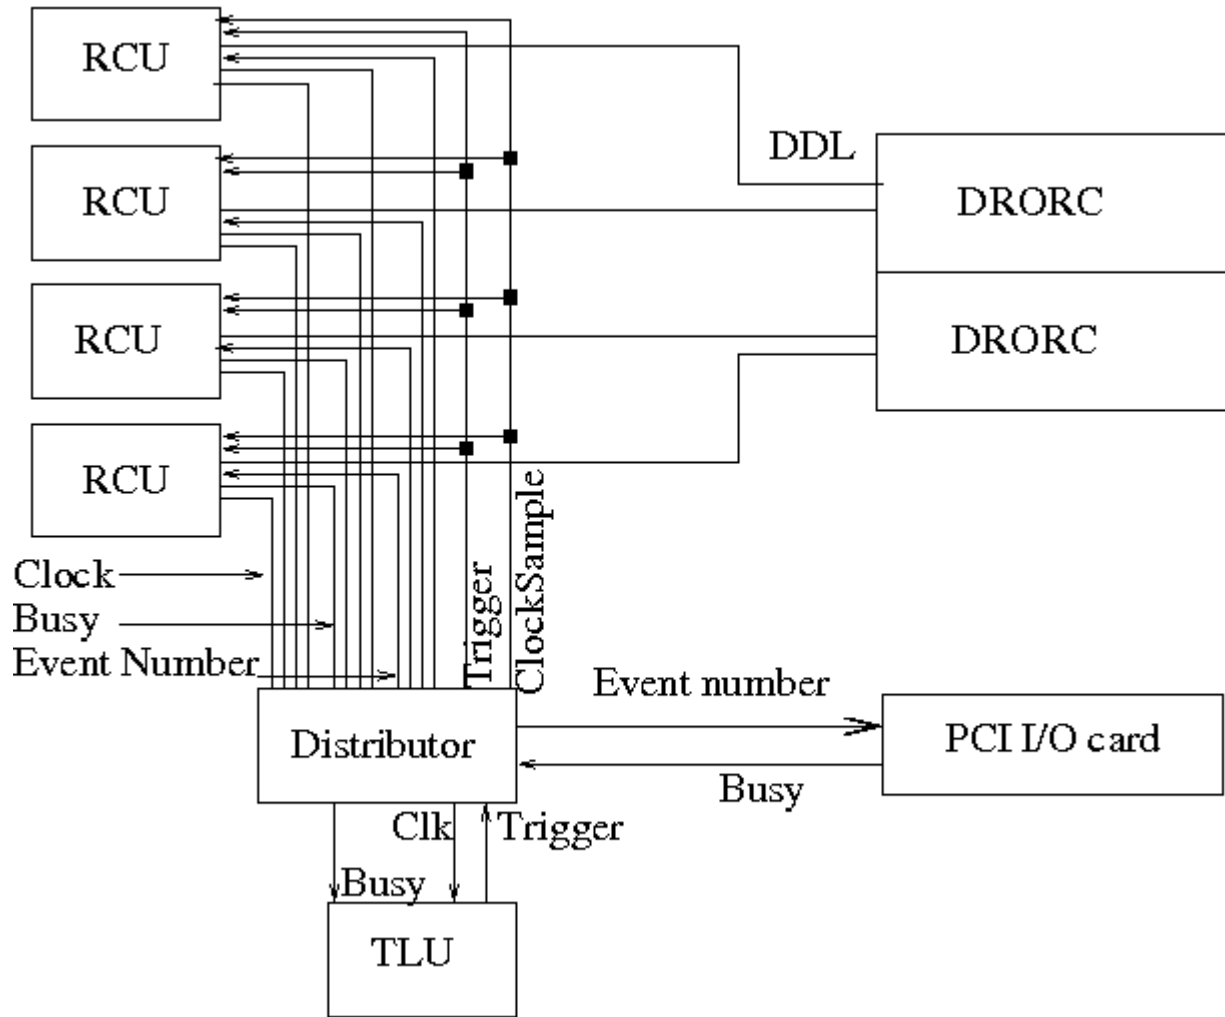 RCU
DDL
RCU
DRORC
RCU
DRORC
RCU
Clock
Busy
Event Number
Trigger
ClockSample
Event number
Distributor
PCI I/O card
Busy
Clk
Trigger
Busy
TLU